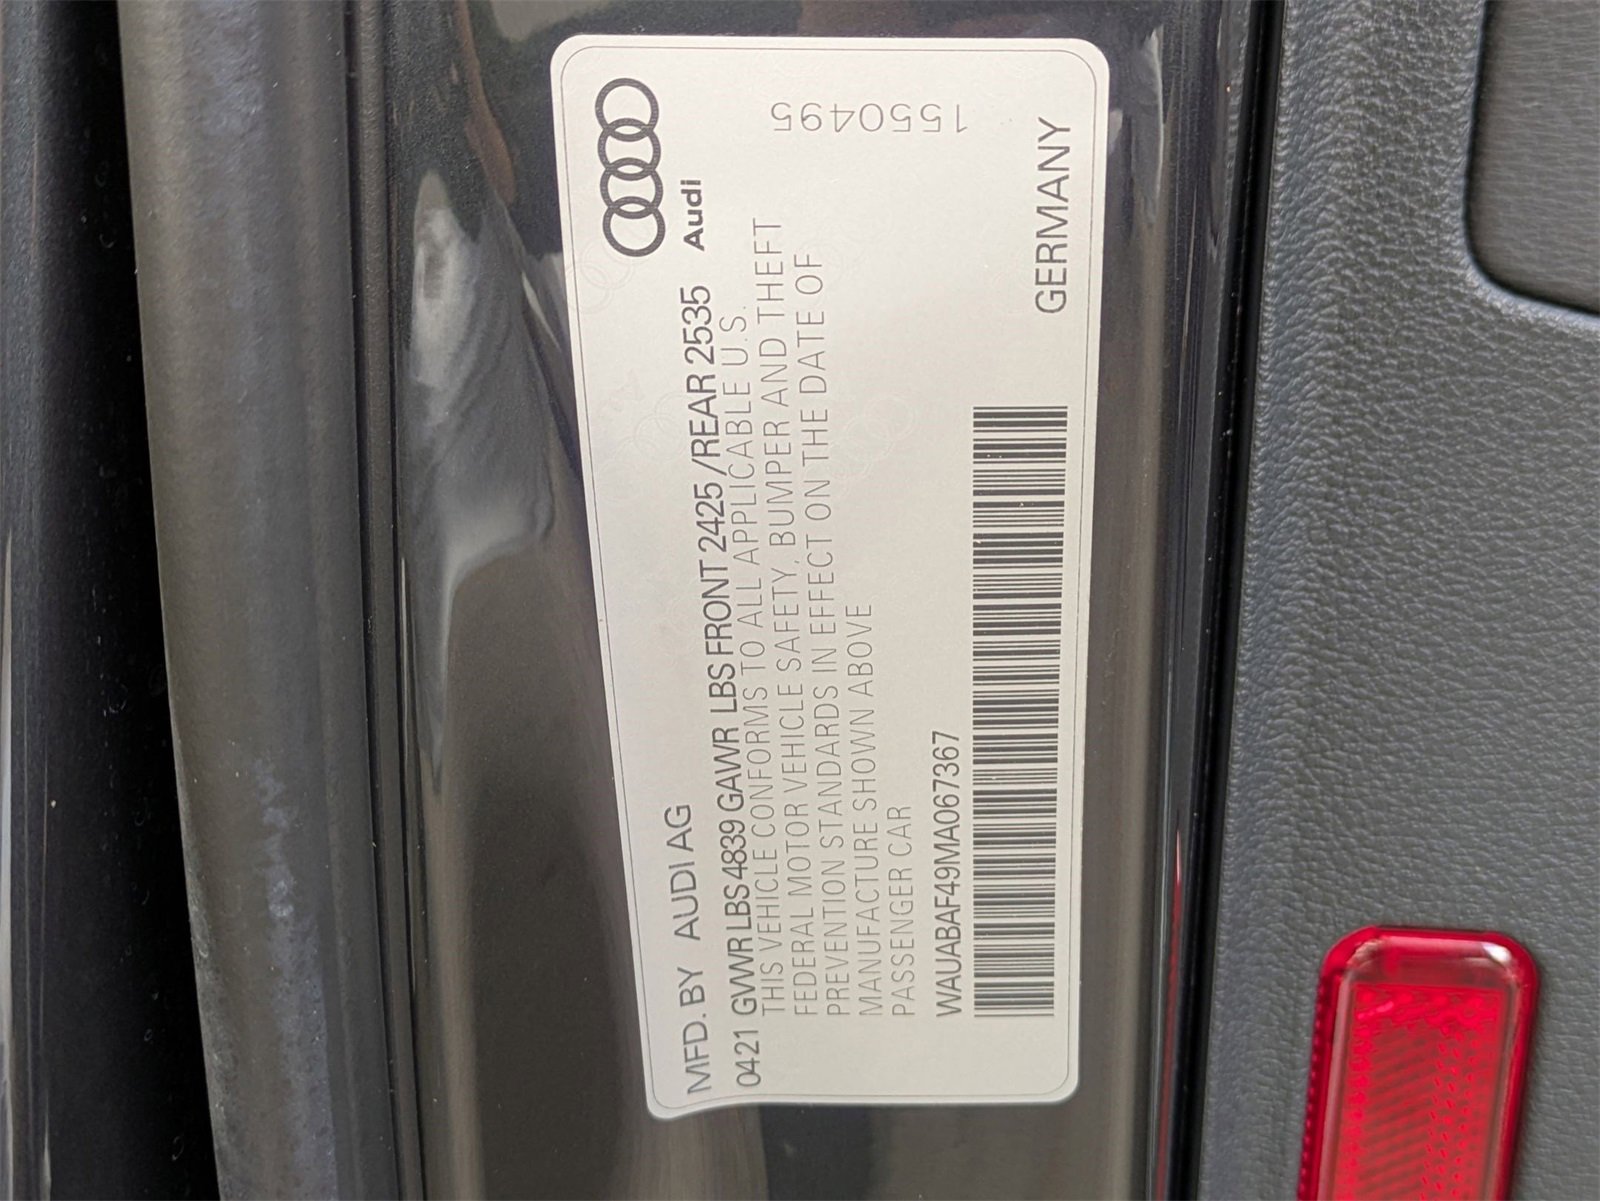 Audi
MFD. BY AUDI AG
0421 GVWR LBS 4839 GAWR LBS FRONT 2425 / REAR 2535
THIS VEHICLE CONFORMS TO ALL APPLICABLE U.S.
FEDERAL MOTOR VEHICLE SAFETY, BUMPER AND THEFT
PREVENTION STANDARDS IN EFFECT ON THE DATE OF
MANUFACTURE SHOWN ABOVE
PASSENGER CAR
1550495
WAUABAF49MA067367
GERMANY